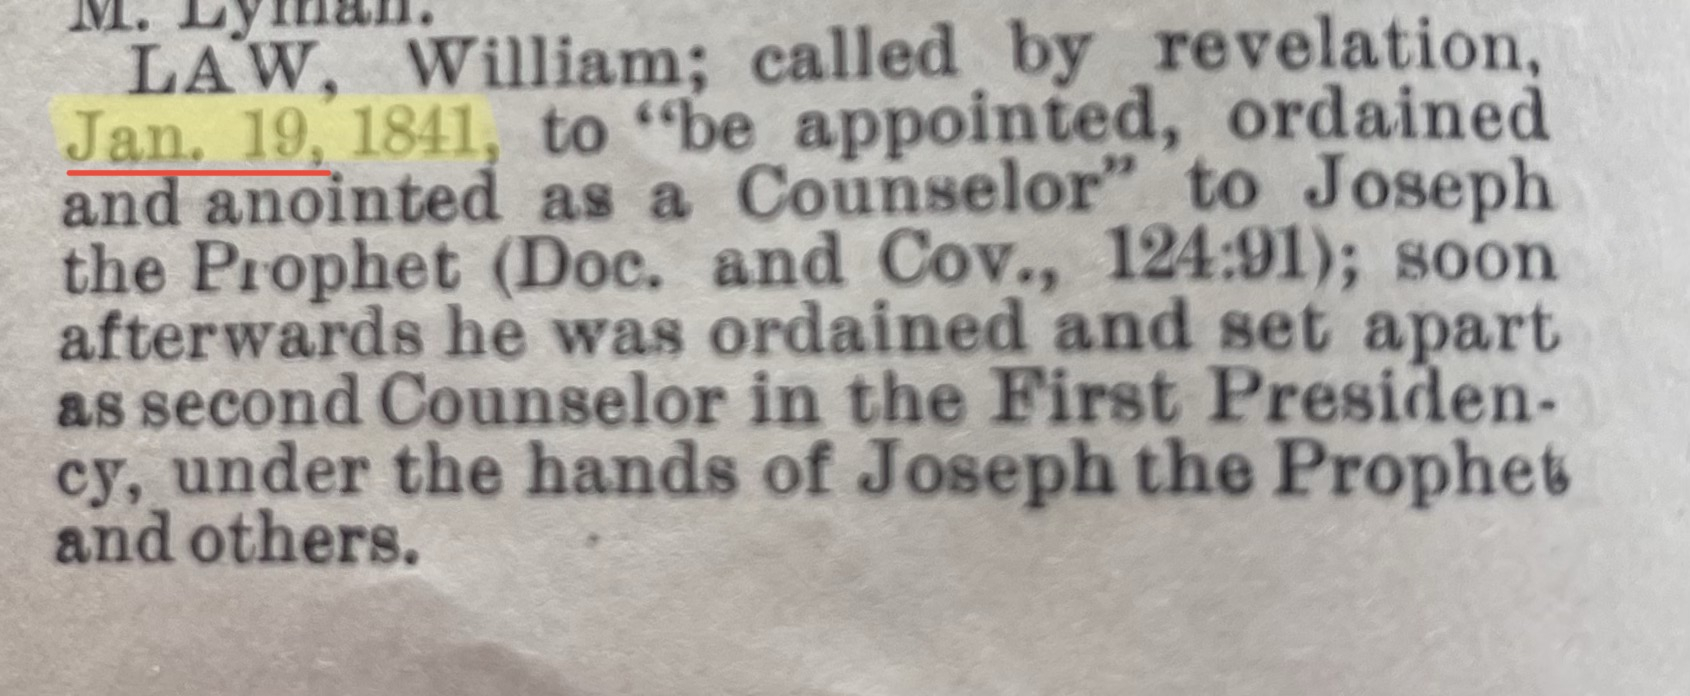 M. Lyman.
LAW, William; called by revelation,
Jan. 19, 1841, to “be appointed, ordained
and anointed as a Counselor” to Joseph
the Prophet (Doc. and Cov., 124:91); soon
afterwards he was ordained and set apart
as second Counselor in the First Presiden-
cy, under the hands of Joseph the Prophet
and others.